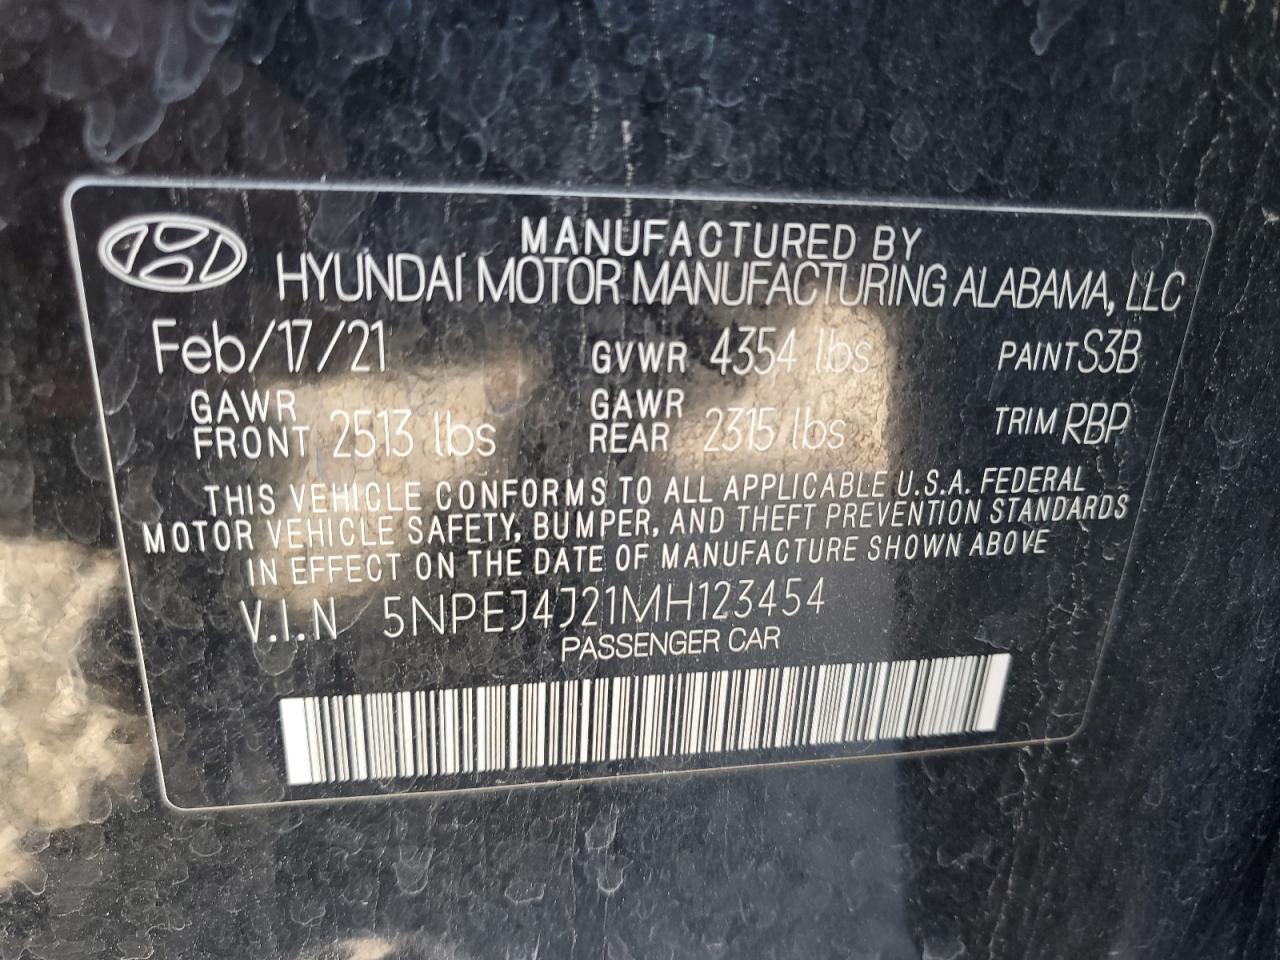 MANUFACTURED BY
HYUNDAI MOTOR MANUFACTURING ALABAMA, LLC
Feb/17/21 GVWR 4354 lbs PAINT S3B
GAWR FRONT 2513 lbs GAWR REAR 2315 lbs TRIM RBP
THIS VEHICLE CONFORMS TO ALL APPLICABLE U.S.A. FEDERAL
MOTOR VEHICLE SAFETY, BUMPER, AND THEFT PREVENTION STANDARDS
IN EFFECT ON THE DATE OF MANUFACTURE SHOWN ABOVE
V.I.N 5NPEJ4J21MH123454
PASSENGER CAR